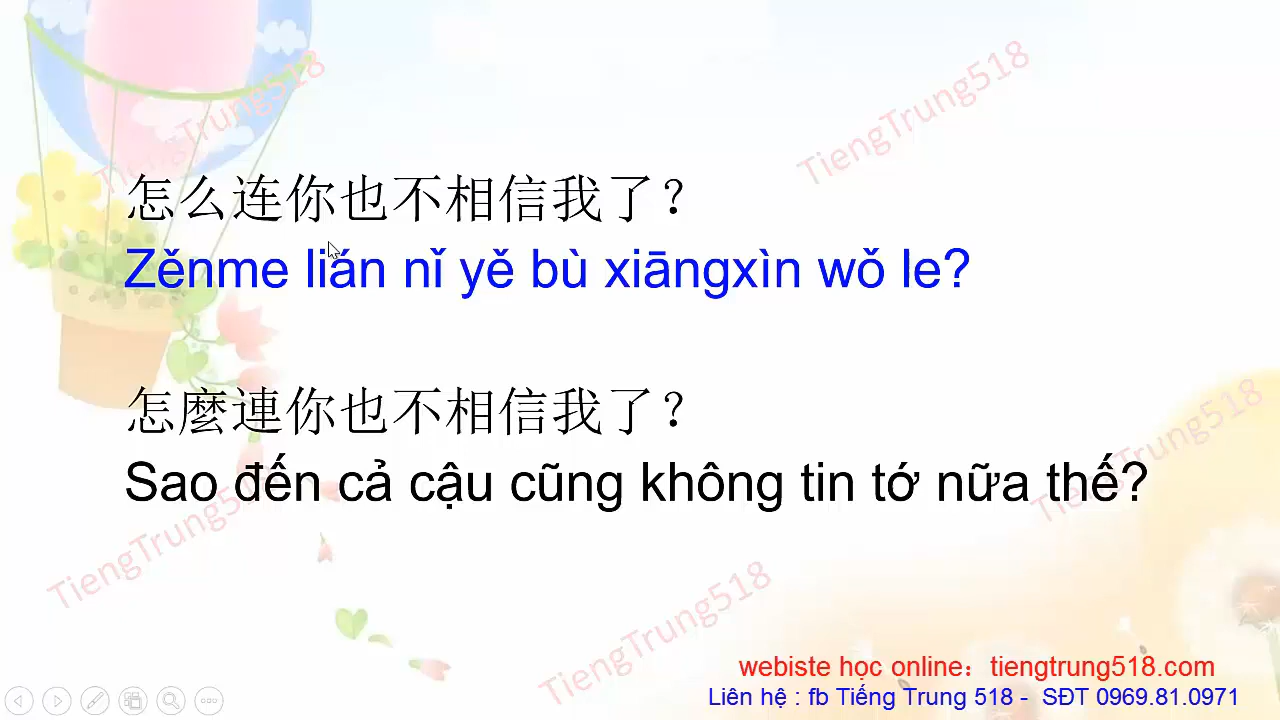 TiengTrung518
TiengTrung518
怎么连你也不相信我了？
Zěnme lián nǐ yě bù xiāngxìn wǒ le?
怎麼連你也不相信我了？
Sao đến cả cậu cũng không tin tớ nữa thế?
TiengTrung518
TiengTrung518
TiengTrung518
webiste học online：tiengtrung518.com
Liên hệ : fb Tiếng Trung 518 - SĐT 0969.81.0971